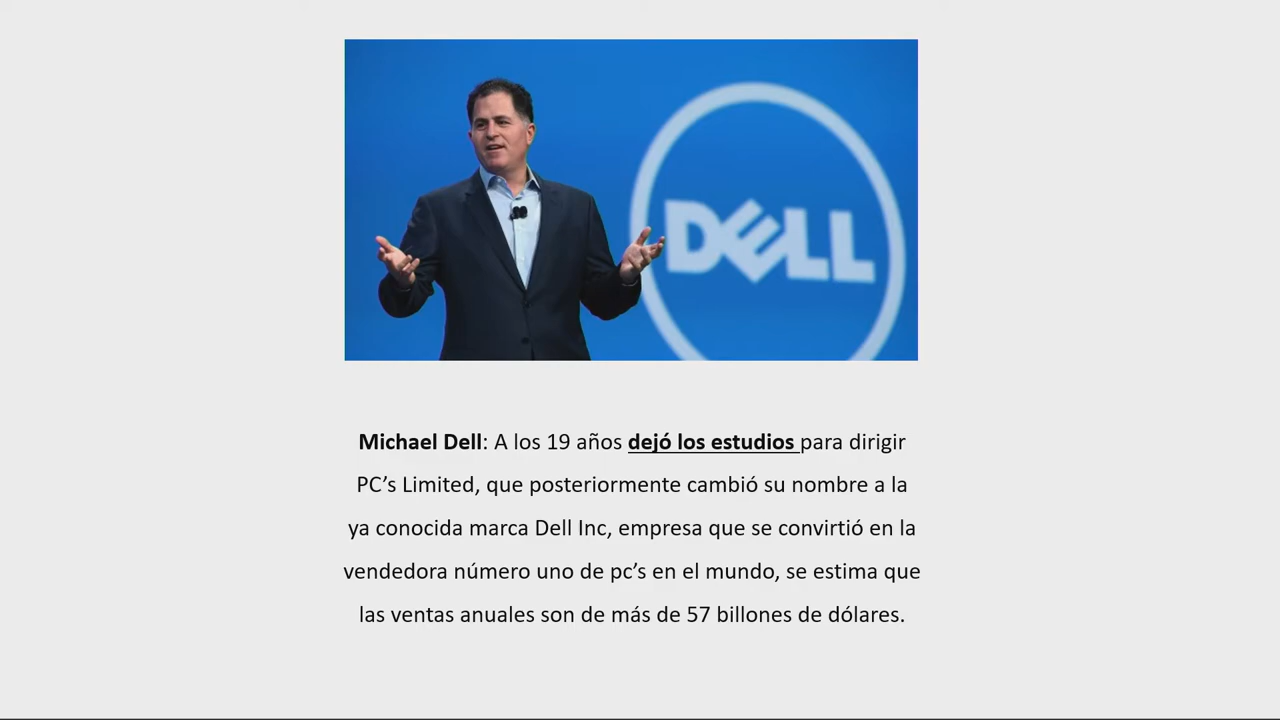 DELL
Michael Dell: A los 19 años dejó los estudios para dirigir
PC’s Limited, que posteriormente cambió su nombre a la
ya conocida marca Dell Inc, empresa que se convirtió en la
vendedora número uno de pc’s en el mundo, se estima que
las ventas anuales son de más de 57 billones de dólares.